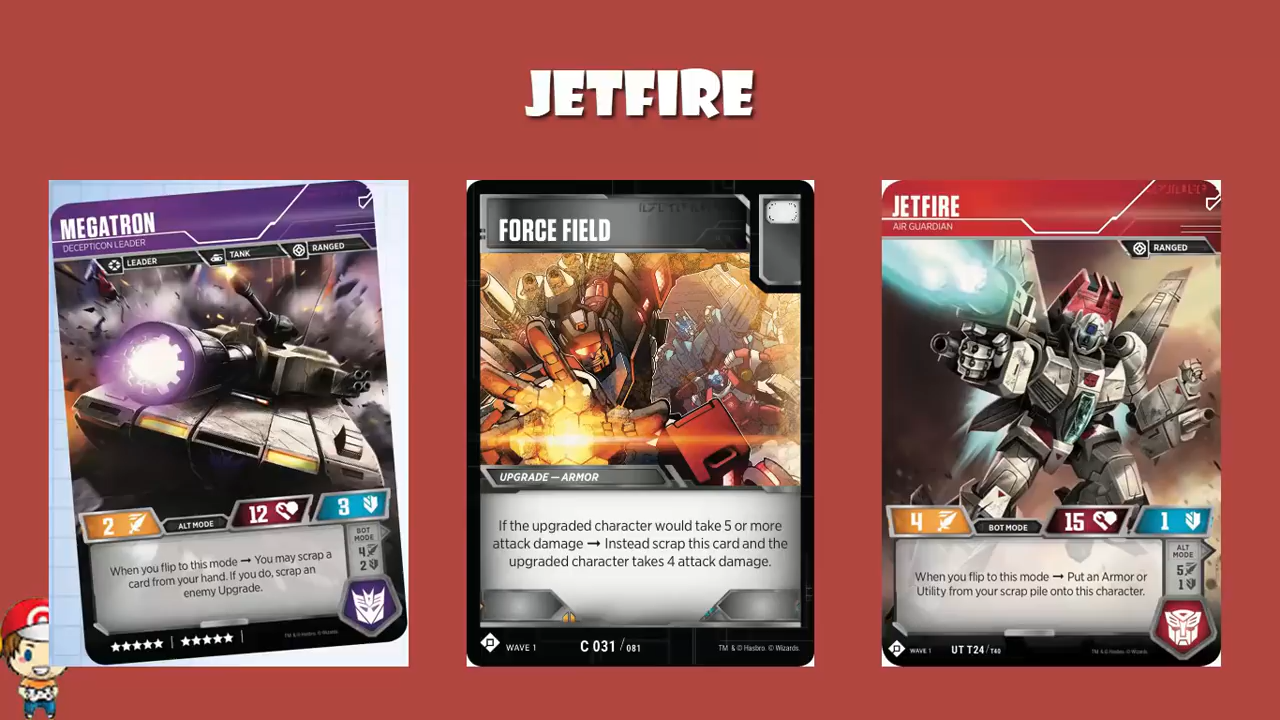 JETFIRE
MEGATRON
DECEPTICON LEADER
LEADER
TANK
RANGED
2
ALT MODE
12
3
BOT
MODE
4
2
When you flip to this mode → You may scrap a
card from your hand. If you do, scrap an
enemy Upgrade.
TM & © Hasbro. © Wizards.
FORCE FIELD
UPGRADE — ARMOR
If the upgraded character would take 5 or more
attack damage → Instead scrap this card and the
upgraded character takes 4 attack damage.
WAVE 1
C 031 / 081
TM & © Hasbro. © Wizards.
JETFIRE
AIR GUARDIAN
RANGED
4
BOT MODE
15
1
ALT
MODE
5
1
When you flip to this mode → Put an Armor or
Utility from your scrap pile onto this character.
WAVE 1
UT T24 / T40
TM & © Hasbro. © Wizards.